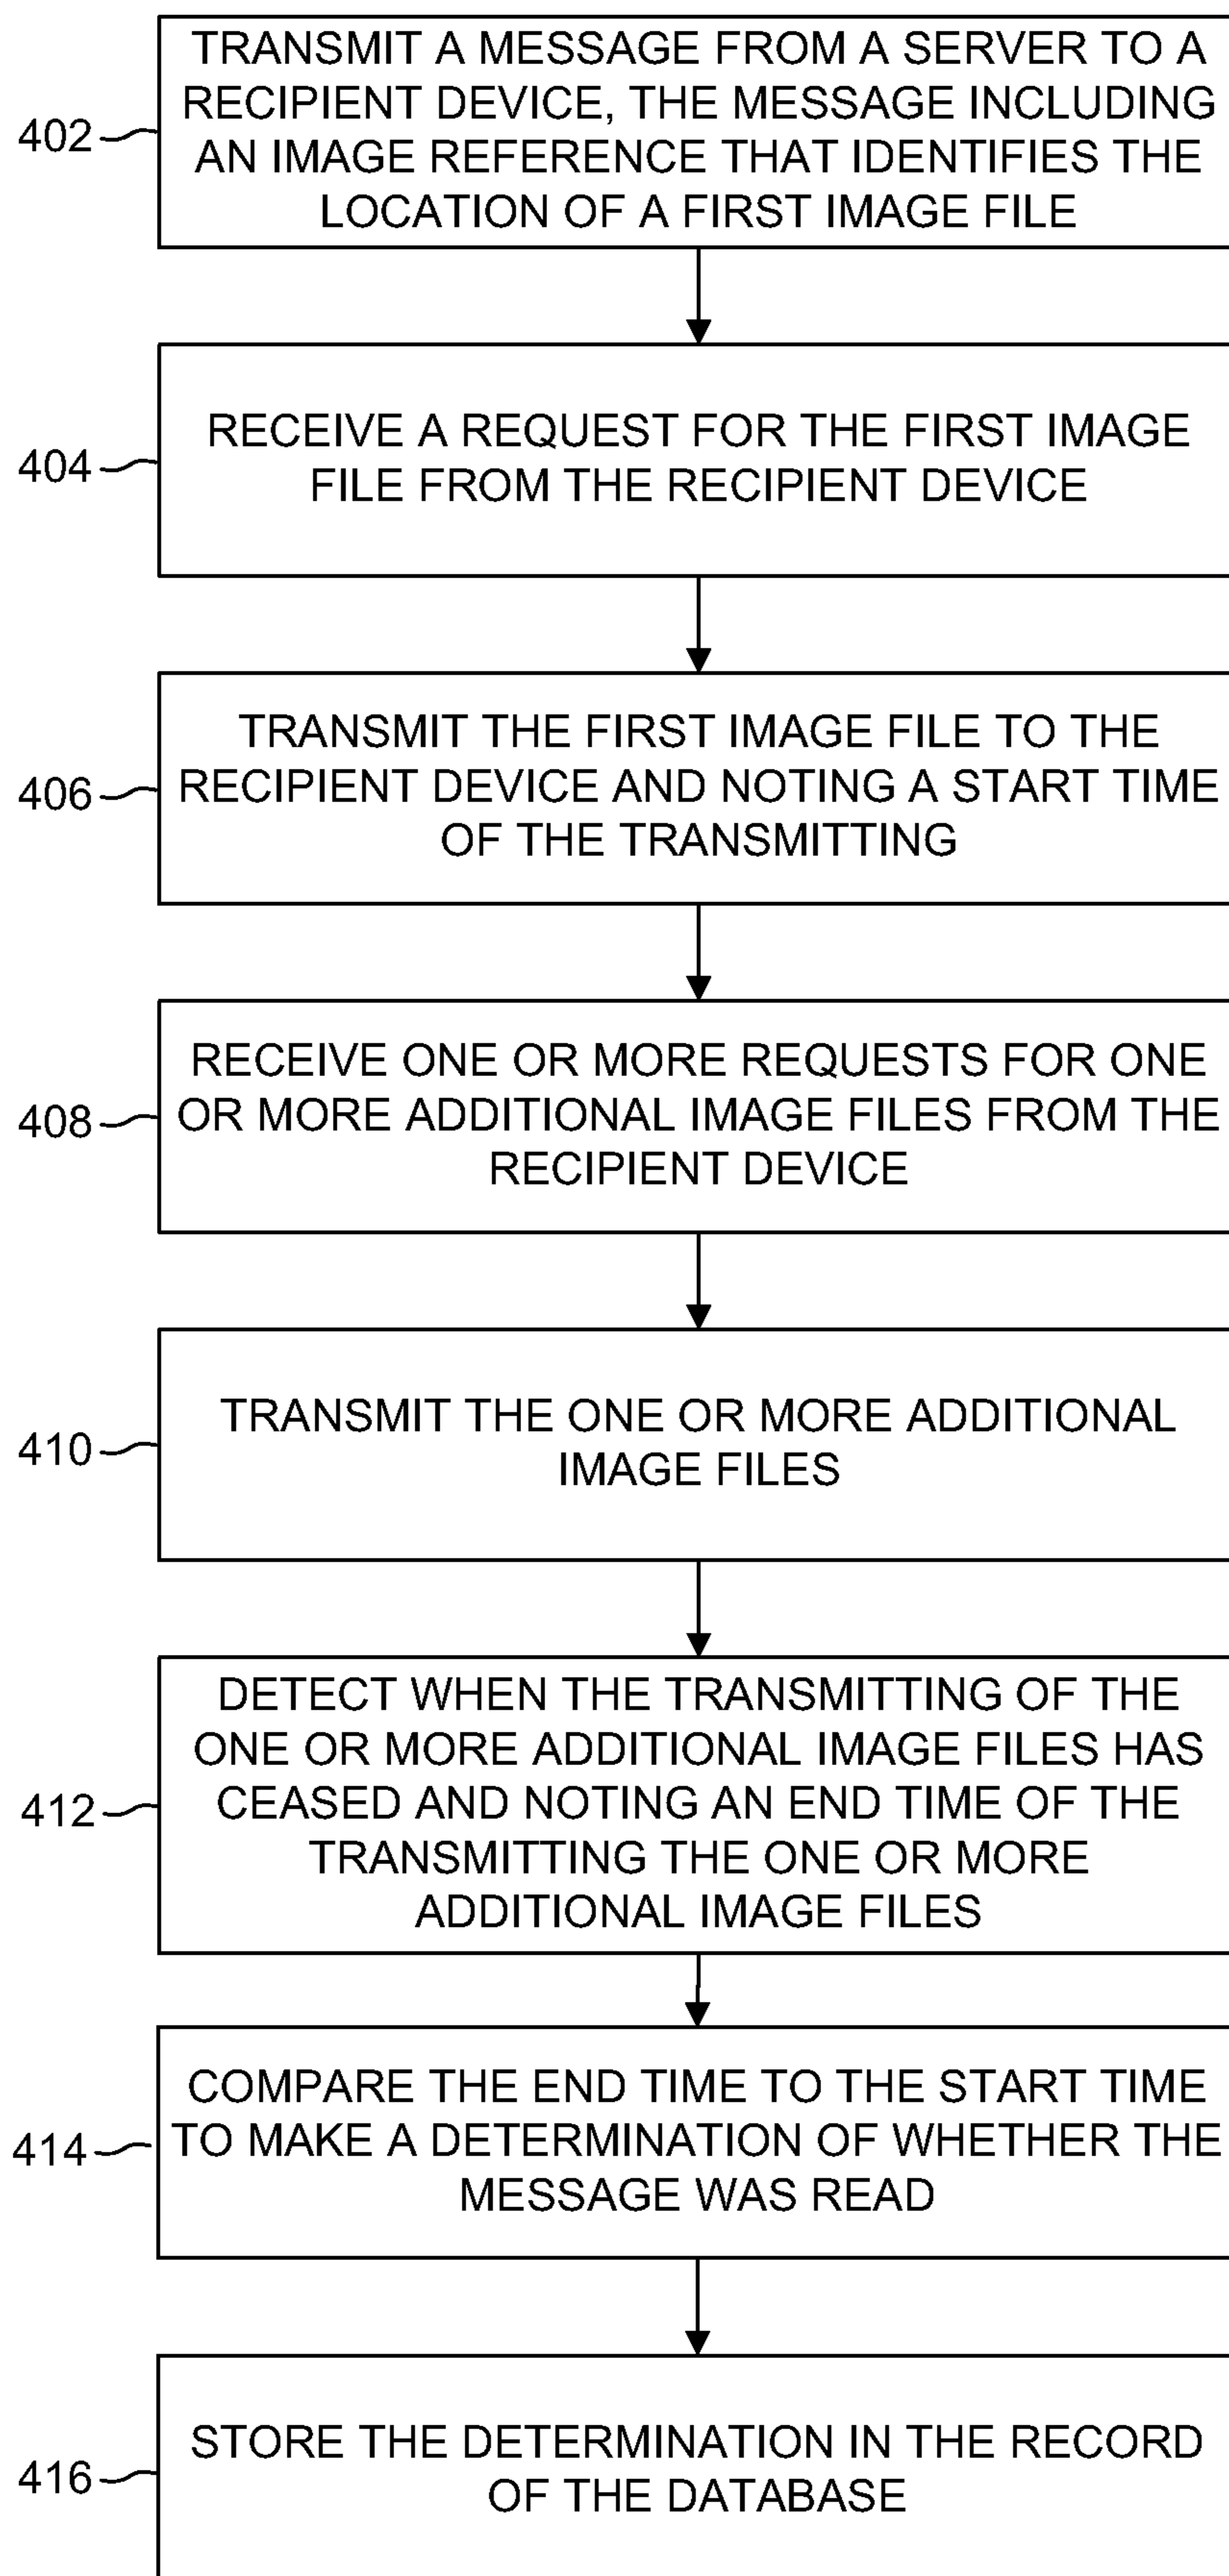 TRANSMIT A MESSAGE FROM A SERVER TO A
RECIPIENT DEVICE, THE MESSAGE INCLUDING
AN IMAGE REFERENCE THAT IDENTIFIES THE
LOCATION OF A FIRST IMAGE FILE
402
RECEIVE A REQUEST FOR THE FIRST IMAGE
FILE FROM THE RECIPIENT DEVICE
404
TRANSMIT THE FIRST IMAGE FILE TO THE
RECIPIENT DEVICE AND NOTING A START TIME
OF THE TRANSMITTING
406
RECEIVE ONE OR MORE REQUESTS FOR ONE
OR MORE ADDITIONAL IMAGE FILES FROM THE
RECIPIENT DEVICE
408
TRANSMIT THE ONE OR MORE ADDITIONAL
IMAGE FILES
410
DETECT WHEN THE TRANSMITTING OF THE
ONE OR MORE ADDITIONAL IMAGE FILES HAS
CEASED AND NOTING AN END TIME OF THE
TRANSMITTING THE ONE OR MORE
ADDITIONAL IMAGE FILES
412
COMPARE THE END TIME TO THE START TIME
TO MAKE A DETERMINATION OF WHETHER THE
MESSAGE WAS READ
414
STORE THE DETERMINATION IN THE RECORD
OF THE DATABASE
416